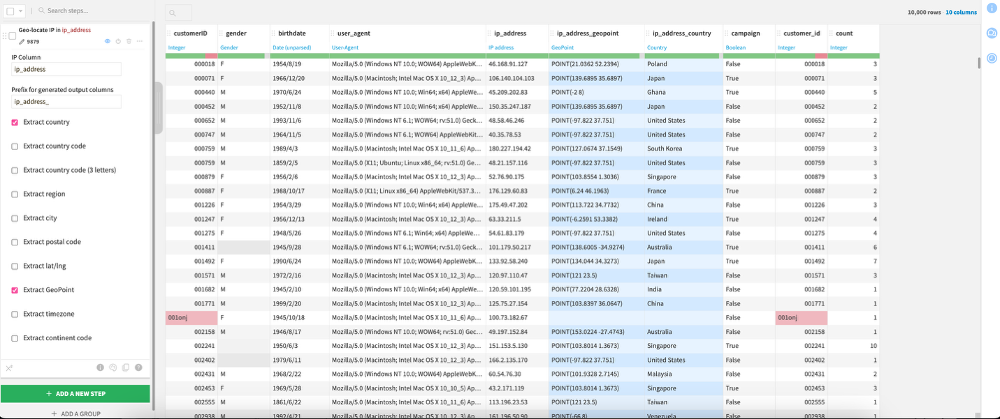 Search steps...
10,000 rows - 10 columns
Geo-locate IP in ip_address
9879
IP Column
ip_address
Prefix for generated output columns
ip_address_
Extract country
Extract country code
Extract country code (3 letters)
Extract region
Extract city
Extract postal code
Extract lat/lng
Extract GeoPoint
Extract timezone
Extract continent code
+ ADD A NEW STEP
+ ADD A GROUP
customerID gender birthdate user_agent ip_address ip_address_geopoint ip_address_country campaign customer_id count
Integer Gender Date (unparsed) User-Agent IP address GeoPoint Country Boolean Integer Integer
000018 F 1954/8/19 Mozilla/5.0 (Windows NT 10.0; WOW64) AppleWebK... 46.168.91.127 POINT(21.0362 52.2394) Poland False 000018 3
000071 F 1966/12/20 Mozilla/5.0 (Macintosh; Intel Mac OS X 10_12_3) Ap... 106.140.104.103 POINT(139.6895 35.6897) Japan True 000071 3
000440 M 1970/6/24 Mozilla/5.0 (Windows NT 10.0; Win64; x64) AppleWe... 45.209.202.83 POINT(-2 8) Ghana True 000440 5
000452 M 1952/11/8 Mozilla/5.0 (Windows NT 10.0; Win64; x64) AppleWe... 150.35.247.187 POINT(139.6895 35.6897) Japan False 000452 2
000652 M 1993/11/6 Mozilla/5.0 (Windows NT 6.1; WOW64; rv:51.0) Geck... 48.58.46.246 POINT(-97.822 37.751) United States False 000652 2
000747 M 1964/11/5 Mozilla/5.0 (Windows NT 6.1; WOW64) AppleWebKit... 40.35.78.53 POINT(-97.822 37.751) United States False 000747 2
000759 M 1989/4/3 Mozilla/5.0 (Macintosh; Intel Mac OS X 10_11_6) Ap... 180.227.194.42 POINT(127.0674 37.1549) South Korea True 000759 3
000759 M 1859/2/5 Mozilla/5.0 (X11; Ubuntu; Linux x86_64; rv:51.0) Ge... 48.21.157.116 POINT(-97.822 37.751) United States False 000759 3
000879 F 1956/2/6 Mozilla/5.0 (Macintosh; Intel Mac OS X 10_12_3) Ap... 52.76.90.175 POINT(103.8554 1.3036) Singapore False 000879 3
000887 F 1988/10/17 Mozilla/5.0 (X11; Linux x86_64) AppleWebKit/537.3... 176.129.60.83 POINT(6.24 46.1963) France True 000887 2
001226 F 1954/3/29 Mozilla/5.0 (Windows NT 10.0; Win64; x64) AppleWe... 175.49.47.202 POINT(113.722 34.7732) China False 001226 3
001247 F 1956/12/13 Mozilla/5.0 (Macintosh; Intel Mac OS X 10_12_3) Ap... 63.33.211.5 POINT(-6.2591 53.3382) Ireland True 001247 4
001275 F 1948/5/26 Mozilla/5.0 (Windows NT 6.1; Win64; x64) AppleWe... 54.61.83.179 POINT(-97.822 37.751) United States False 001275 4
001411 1945/9/28 Mozilla/5.0 (Windows NT 6.1; WOW64; rv:51.0) Geck... 101.179.50.217 POINT(138.6005 -34.9274) Australia True 001411 6
001492 F 1990/6/24 Mozilla/5.0 (Windows NT 10.0; WOW64) AppleWebK... 133.92.58.240 POINT(134.044 34.3273) Japan True 001492 7
001571 M 1972/2/16 Mozilla/5.0 (Macintosh; Intel Mac OS X 10_12_3) Ap... 120.97.110.47 POINT(121 23.5) Taiwan False 001571 3
001682 M 1945/2/10 Mozilla/5.0 (Windows NT 10.0; Win64; x64) AppleWe... 120.59.101.195 POINT(77.2204 28.6328) India False 001682 1
001771 M 1999/2/20 Mozilla/5.0 (Macintosh; Intel Mac OS X 10_12_3) Ap... 125.75.27.154 POINT(103.8397 36.0647) China False 001771 1
001onj F 1945/10/18 Mozilla/5.0 (Macintosh; Intel Mac OS X 10_11_6) Ap... 100.73.182.67 False 001onj 1
002158 M 1946/8/17 Mozilla/5.0 (Windows NT 10.0; WOW64; rv:51.0) Gec... 49.197.152.84 POINT(153.0224 -27.4743) Australia False 002158 1
002241 1950/6/3 Mozilla/5.0 (Macintosh; Intel Mac OS X 10_12_3) Ap... 151.153.5.130 POINT(103.8014 1.3673) Singapore True 002241 10
002402 1979/6/11 Mozilla/5.0 (Macintosh; Intel Mac OS X 10_12_3) Ap... 166.2.135.170 POINT(-97.822 37.751) United States False 002402 1
002431 M 1968/2/22 Mozilla/5.0 (Windows NT 10.0; WOW64) AppleWebK... 60.54.76.30 POINT(101.9328 2.7145) Malaysia False 002431 2
002453 F 1969/5/28 Mozilla/5.0 (Macintosh; Intel Mac OS X 10_10_5) Ap... 43.2.171.119 POINT(103.8014 1.3673) Singapore True 002453 3
002555 M 1861/6/22 Mozilla/5.0 (Macintosh; Intel Mac OS X 10_11_6) Ap... 113.196.23.53 POINT(121 23.5) Taiwan False 002555 1
002938 M 1992/4/21 Mozilla/5.0 (Macintosh; Intel Mac OS X 10_12_3) Ap... 161.196.50.90 POINT(-66 8) Venezuela False 002938 1